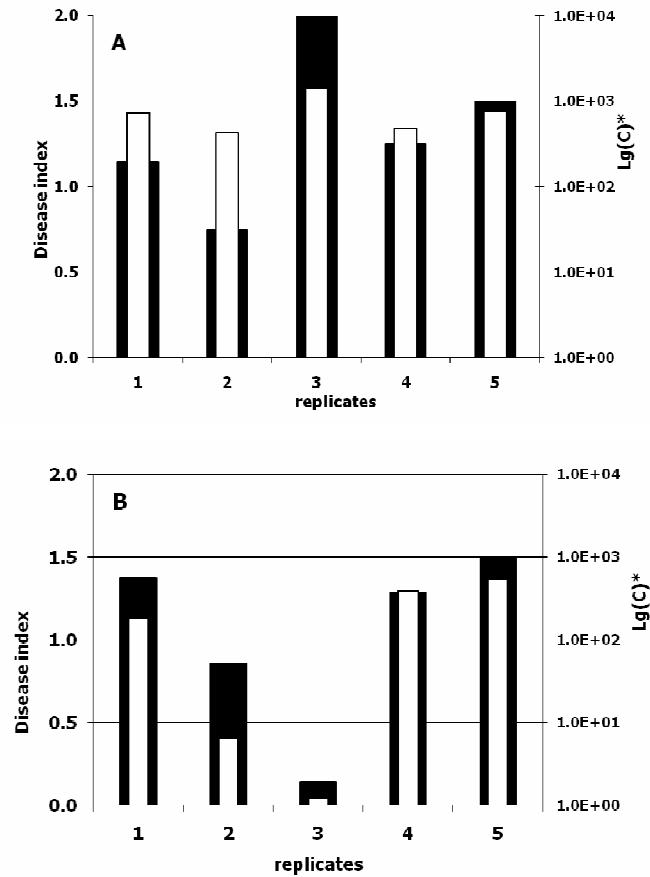 A
2.0
1.5
1.0
0.5
0.0
Disease index
1.0E+04
1.0E+03
1.0E+02
1.0E+01
1.0E+00
Lg(C)*
1 2 3 4 5
replicates
B
2.0
1.5
1.0
0.5
0.0
Disease index
1.0E+04
1.0E+03
1.0E+02
1.0E+01
1.0E+00
Lg(C)*
1 2 3 4 5
replicates